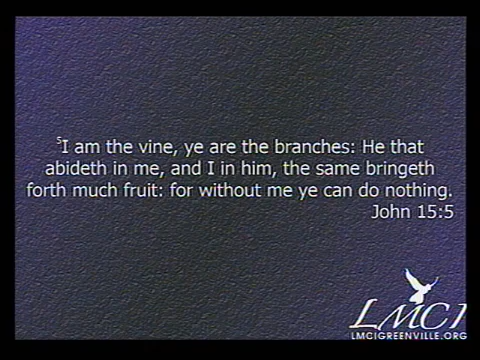 ⁵I am the vine, ye are the branches: He that
abideth in me, and I in him, the same bringeth
forth much fruit: for without me ye can do nothing.
John 15:5
LMCI
LMCIGREENVILLE.ORG